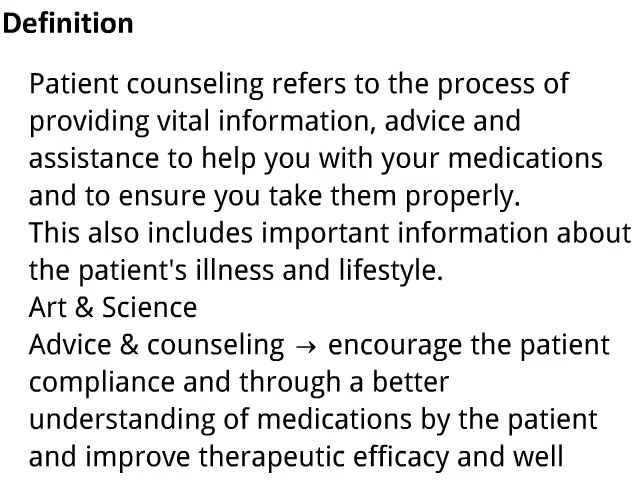 Definition
Patient counseling refers to the process of
providing vital information, advice and
assistance to help you with your medications
and to ensure you take them properly.
This also includes important information about
the patient's illness and lifestyle.
Art & Science
Advice & counseling → encourage the patient
compliance and through a better
understanding of medications by the patient
and improve therapeutic efficacy and well